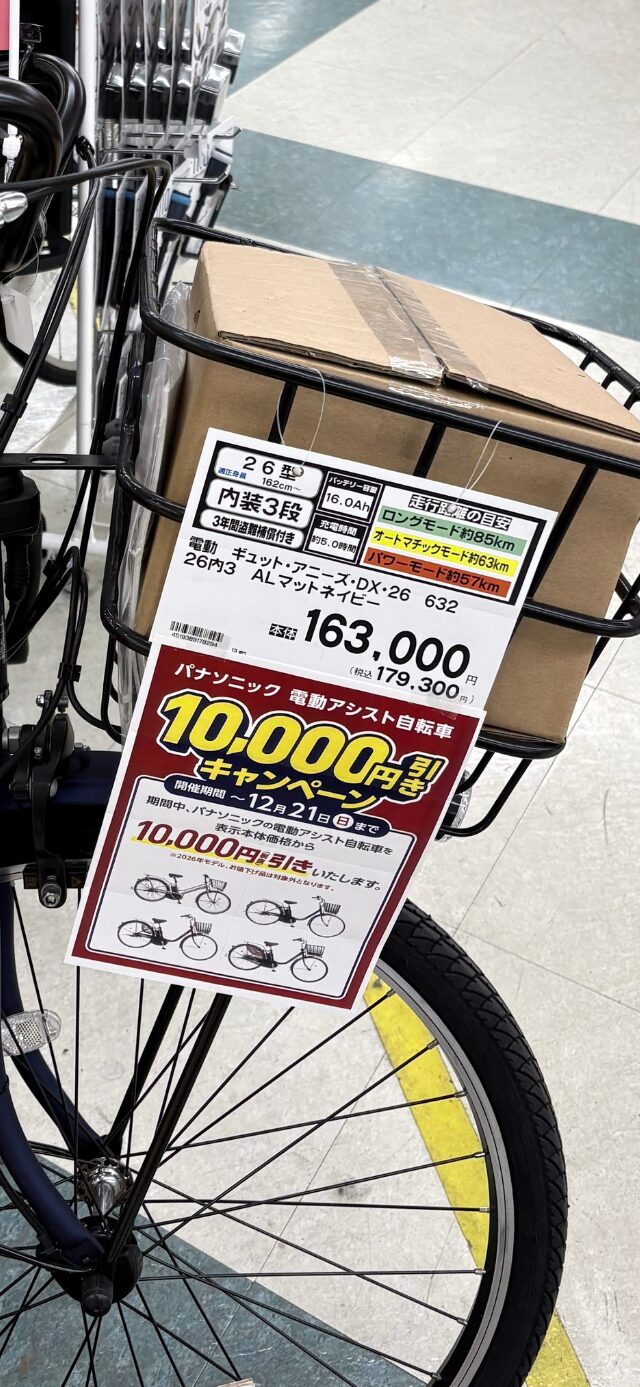 26型
適正身長 162cm~
内装3段
3年間盗難補償付き
バッテリー容量
16.0Ah
充電時間
約5.0時間
走行距離の目安
ロングモード約85km
オートマチックモード約63km
パワーモード約57km
電動 ギュット・アニーズ・DX・26 632
26内3 ALマットネイビー
本体 163,000円
(税込 179,300円)
パナソニック 電動アシスト自転車
10,000円引き
キャンペーン
開催期間 ~12月21日(日)まで
期間中、パナソニックの電動アシスト自転車を
表示本体価格から
10,000円(税抜)引きいたします。
※2026年モデル、お値下げ品は対象外となります。